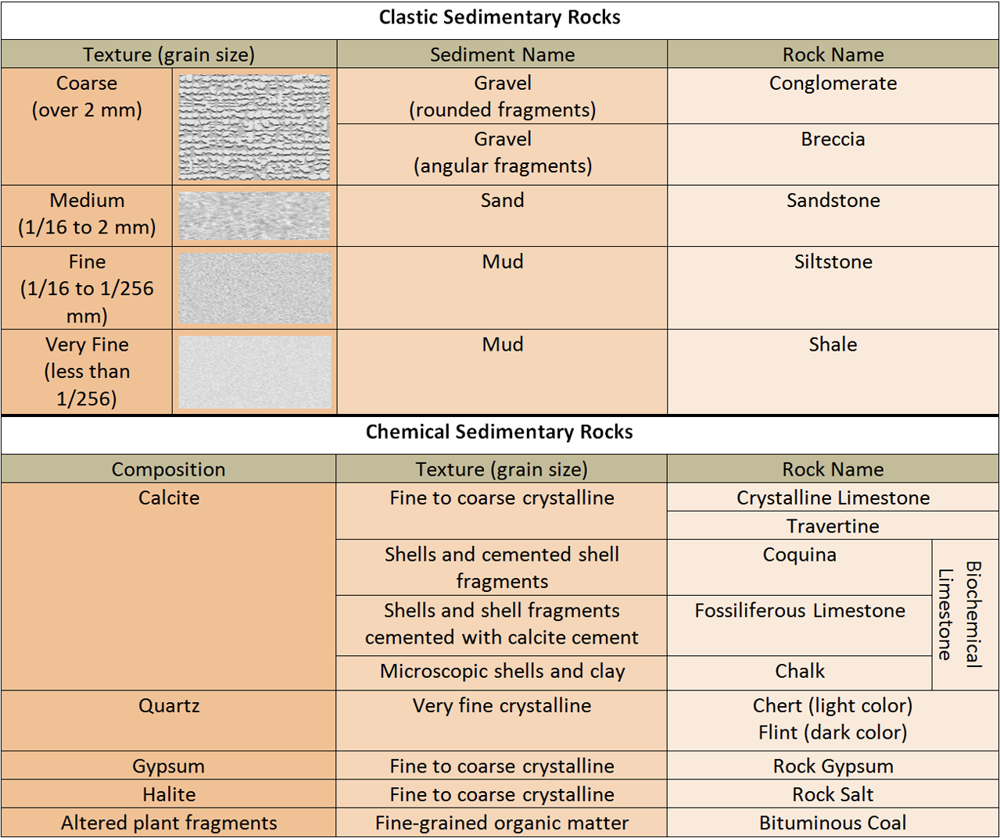 Clastic Sedimentary Rocks
Texture (grain size)
Sediment Name
Rock Name
Coarse
(over 2 mm)
Gravel
(rounded fragments)
Conglomerate
Gravel
(angular fragments)
Breccia
Medium
(1/16 to 2 mm)
Sand
Sandstone
Fine
(1/16 to 1/256
mm)
Mud
Siltstone
Very Fine
(less than
1/256)
Mud
Shale
Chemical Sedimentary Rocks
Composition
Texture (grain size)
Rock Name
Calcite
Fine to coarse crystalline
Crystalline Limestone
Travertine
Shells and cemented shell
fragments
Coquina
Biochemical
Limestone
Shells and shell fragments
cemented with calcite cement
Fossiliferous Limestone
Microscopic shells and clay
Chalk
Quartz
Very fine crystalline
Chert (light color)
Flint (dark color)
Gypsum
Fine to coarse crystalline
Rock Gypsum
Halite
Fine to coarse crystalline
Rock Salt
Altered plant fragments
Fine-grained organic matter
Bituminous Coal